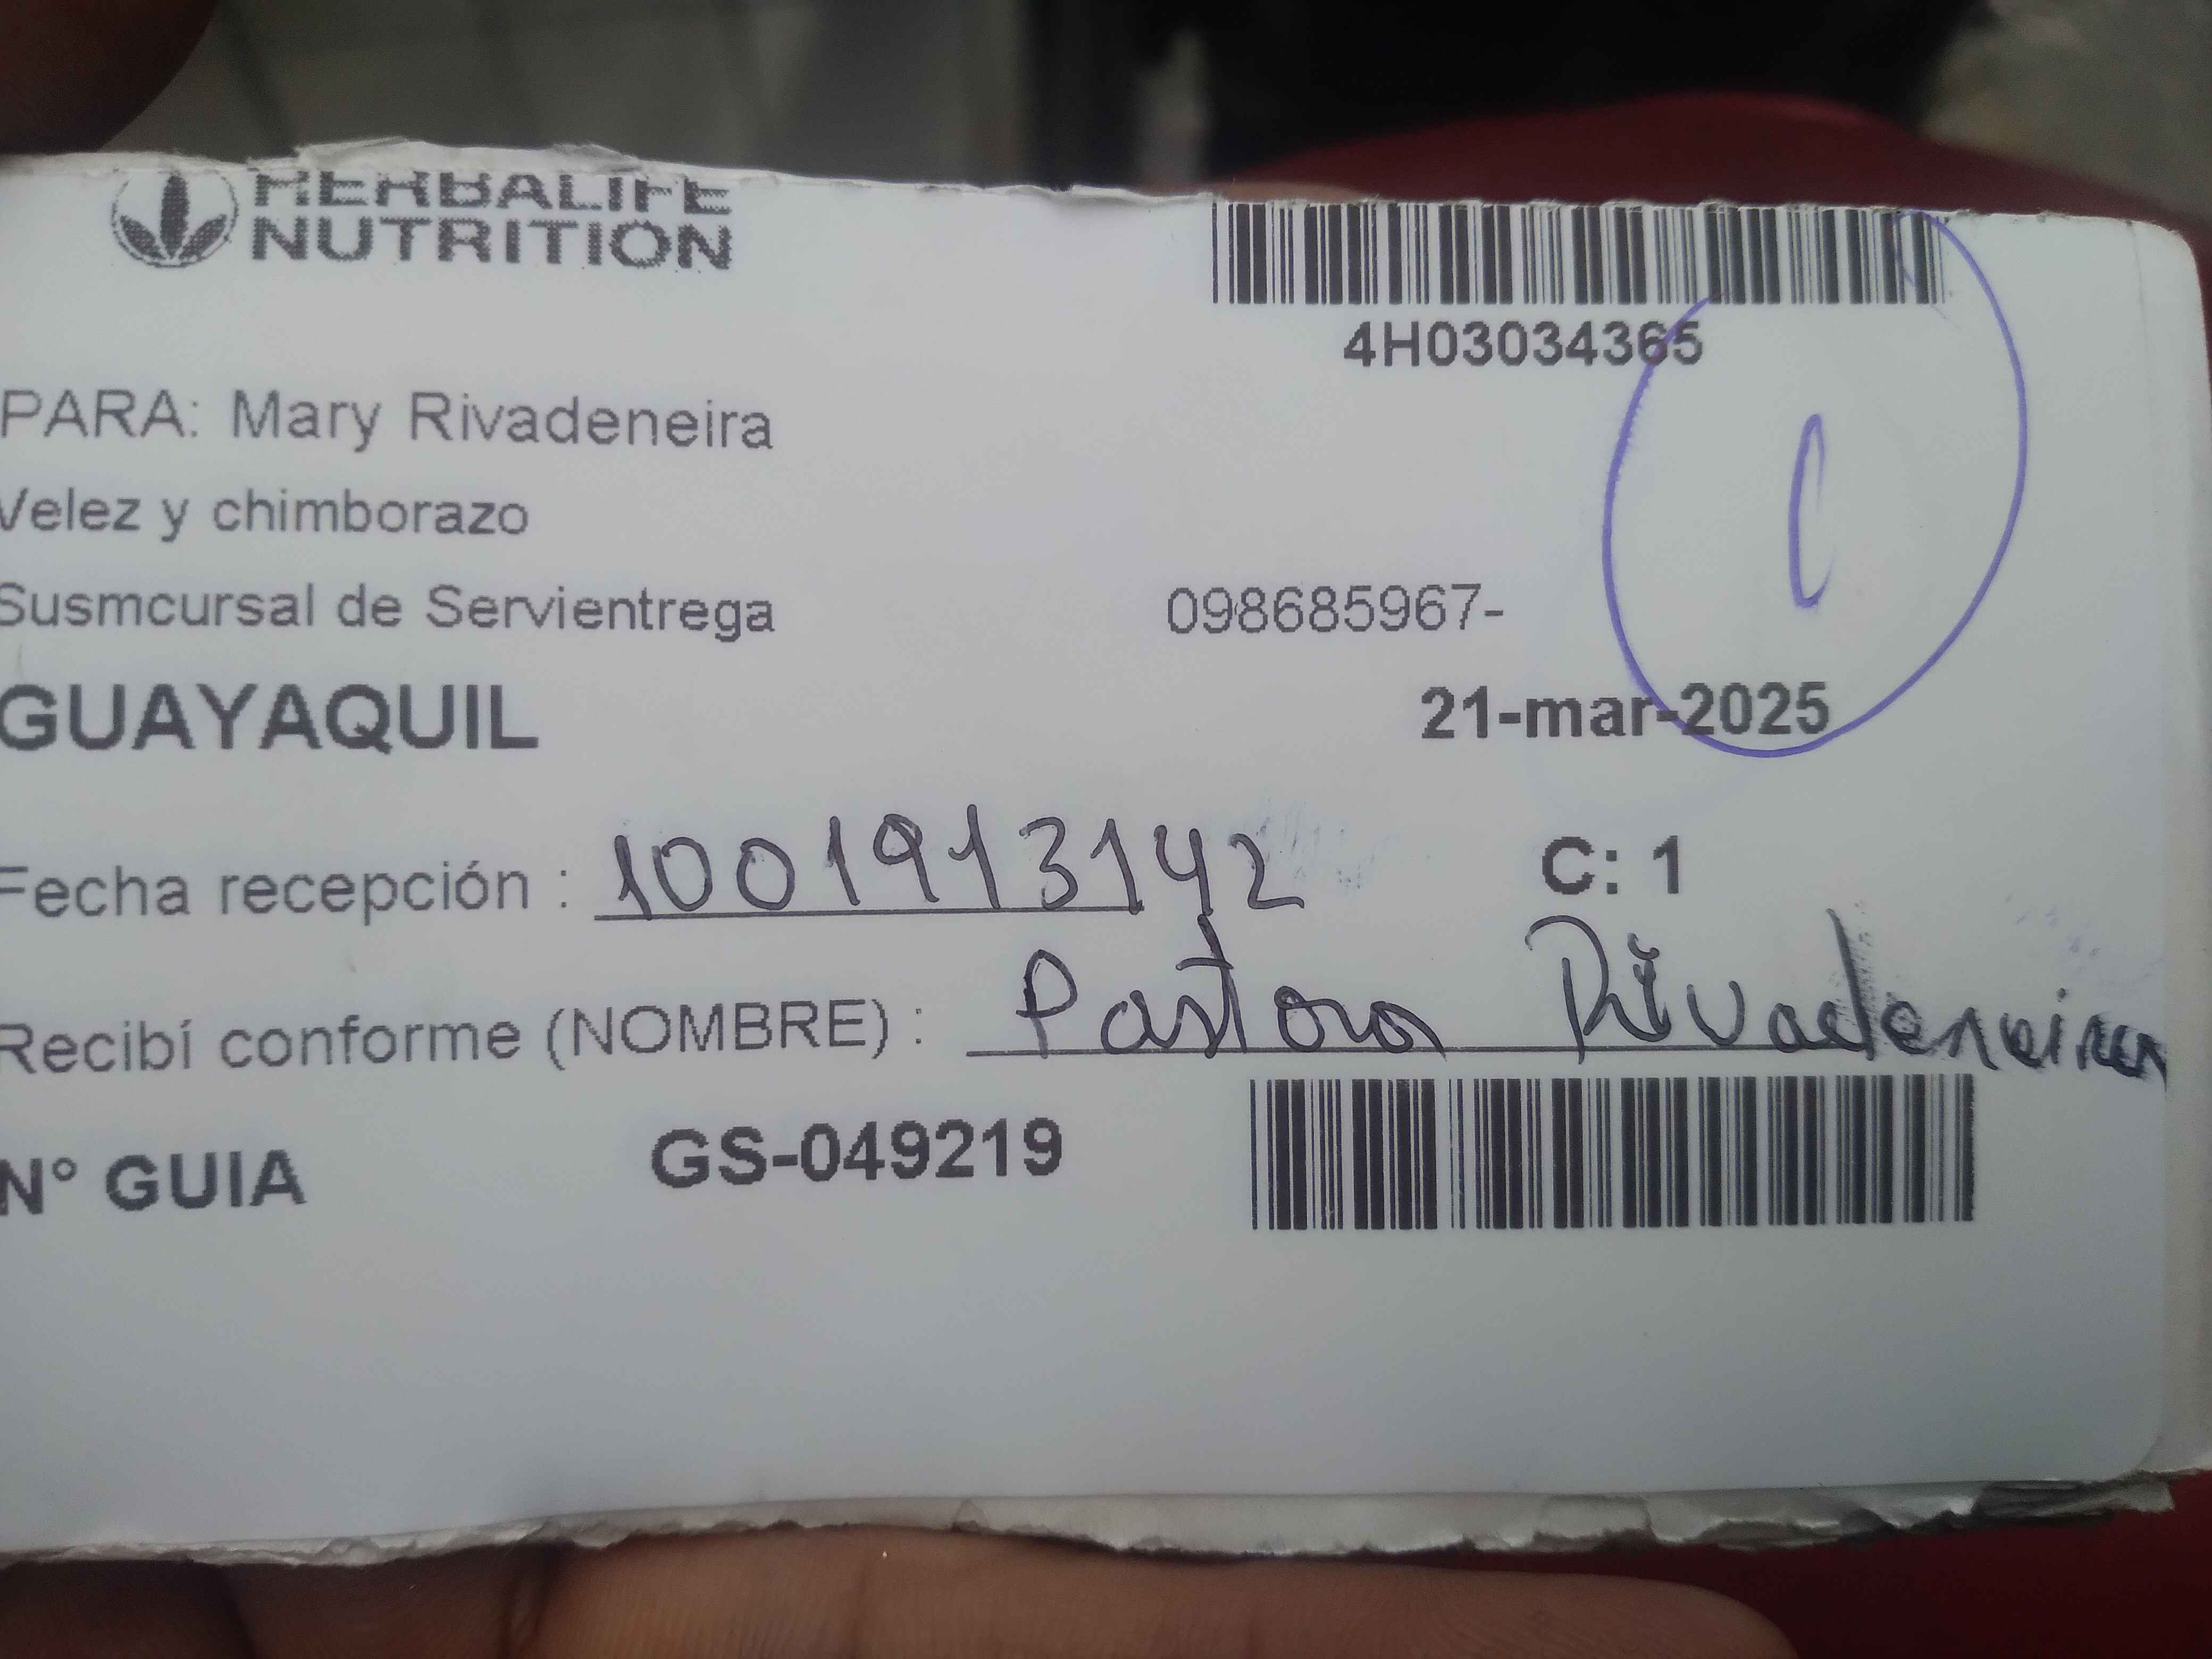 HERBALIFE
NUTRITION
4H03034365
PARA: Mary Rivadeneira
Velez y chimborazo
Susmcursal de Servientrega
098685967-
GUAYAQUIL
21-mar-2025
Fecha recepción : 1001913142
C: 1
Recibí conforme (NOMBRE) : Pastora Rivadeneira
N° GUIA GS-049219